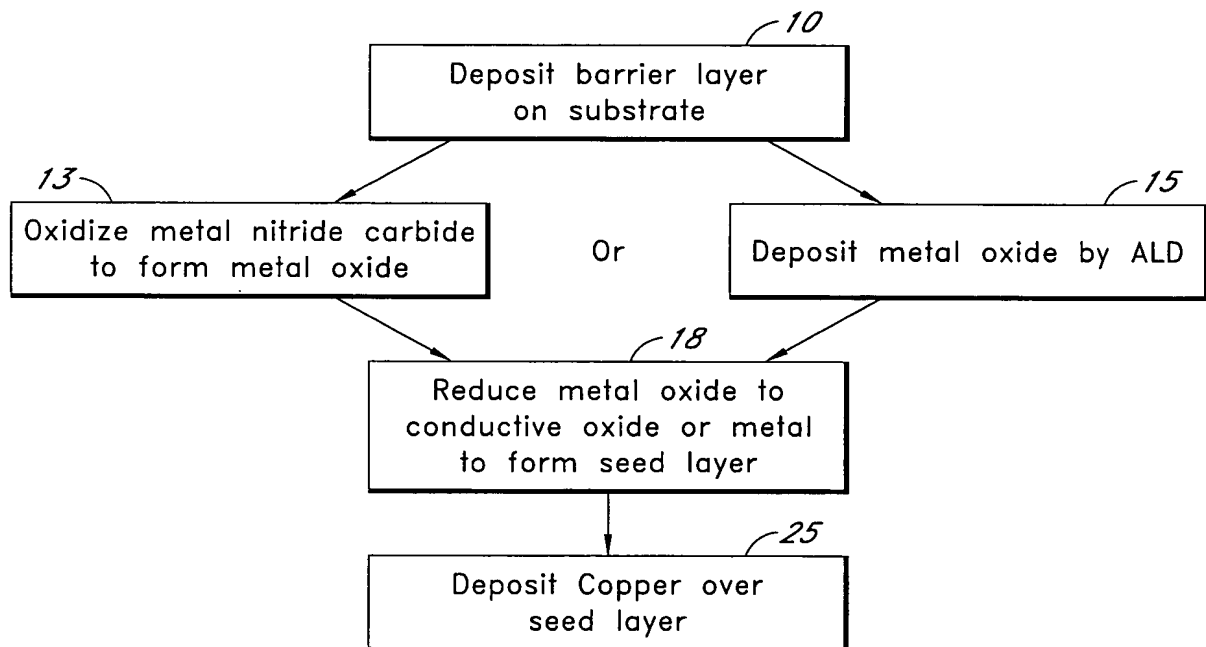 10
Deposit barrier layer
on substrate
13
Oxidize metal nitride carbide
to form metal oxide
Or
15
Deposit metal oxide by ALD
18
Reduce metal oxide to
conductive oxide or metal
to form seed layer
25
Deposit Copper over
seed layer